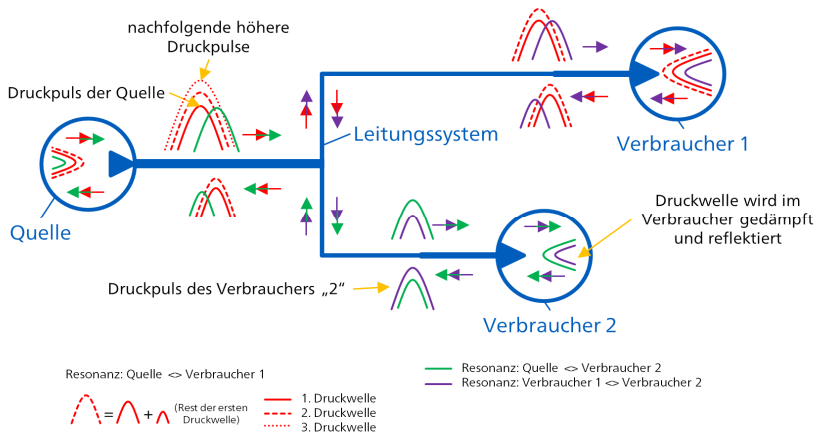 nachfolgende höhere
Druckpulse
Druckpuls der Quelle
Leitungssystem
Verbraucher 1
Quelle
Druckwelle wird im
Verbraucher gedämpft
und reflektiert
Druckpuls des Verbrauchers „2“
Verbraucher 2
Resonanz: Quelle <> Verbraucher 1
= + (Rest der ersten
Druckwelle)
1. Druckwelle
2. Druckwelle
3. Druckwelle
Resonanz: Quelle <> Verbraucher 2
Resonanz: Verbraucher 1 <> Verbraucher 2